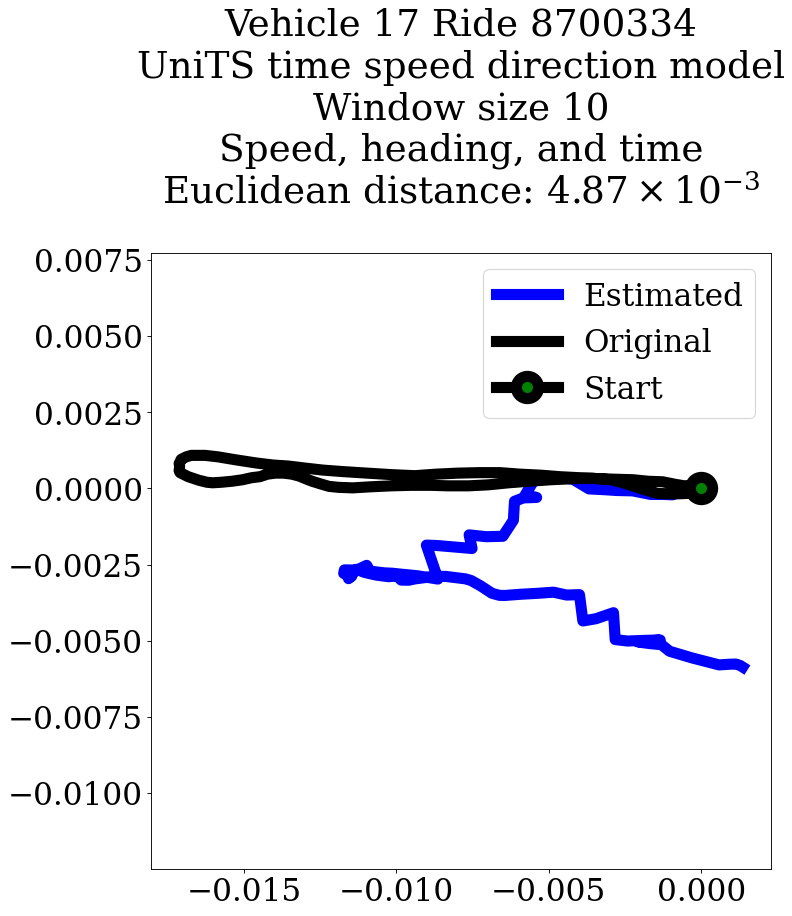 Vehicle 17 Ride 8700334
UniTS time speed direction model
Window size 10
Speed, heading, and time
Euclidean distance: 4.87 × 10⁻³
0.0075
0.0050
0.0025
0.0000
−0.0025
−0.0050
−0.0075
−0.0100
Estimated
Original
Start
−0.015 −0.010 −0.005 0.000